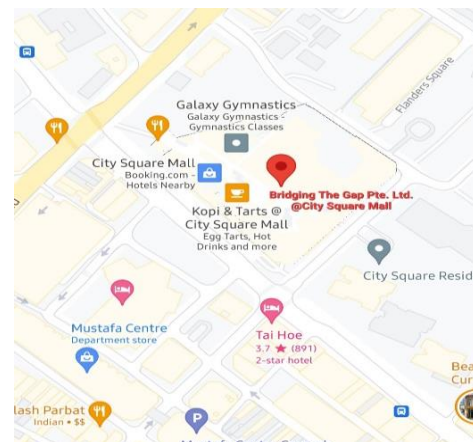 Flanders Square
Galaxy Gymnastics
Galaxy Gymnastics -
Gymnastics Classes
City Square Mall
Booking.com -
Hotels Nearby
Bridging The Gap Pte. Ltd.
@City Square Mall
Kopi & Tarts @
City Square Mall
Egg Tarts, Hot
Drinks and more
City Square Resid
Mustafa Centre
Department store
Tai Hoe
3.7 ★ (891)
2-star hotel
Bea
Cur
lash Parbat
Indian • $$
P